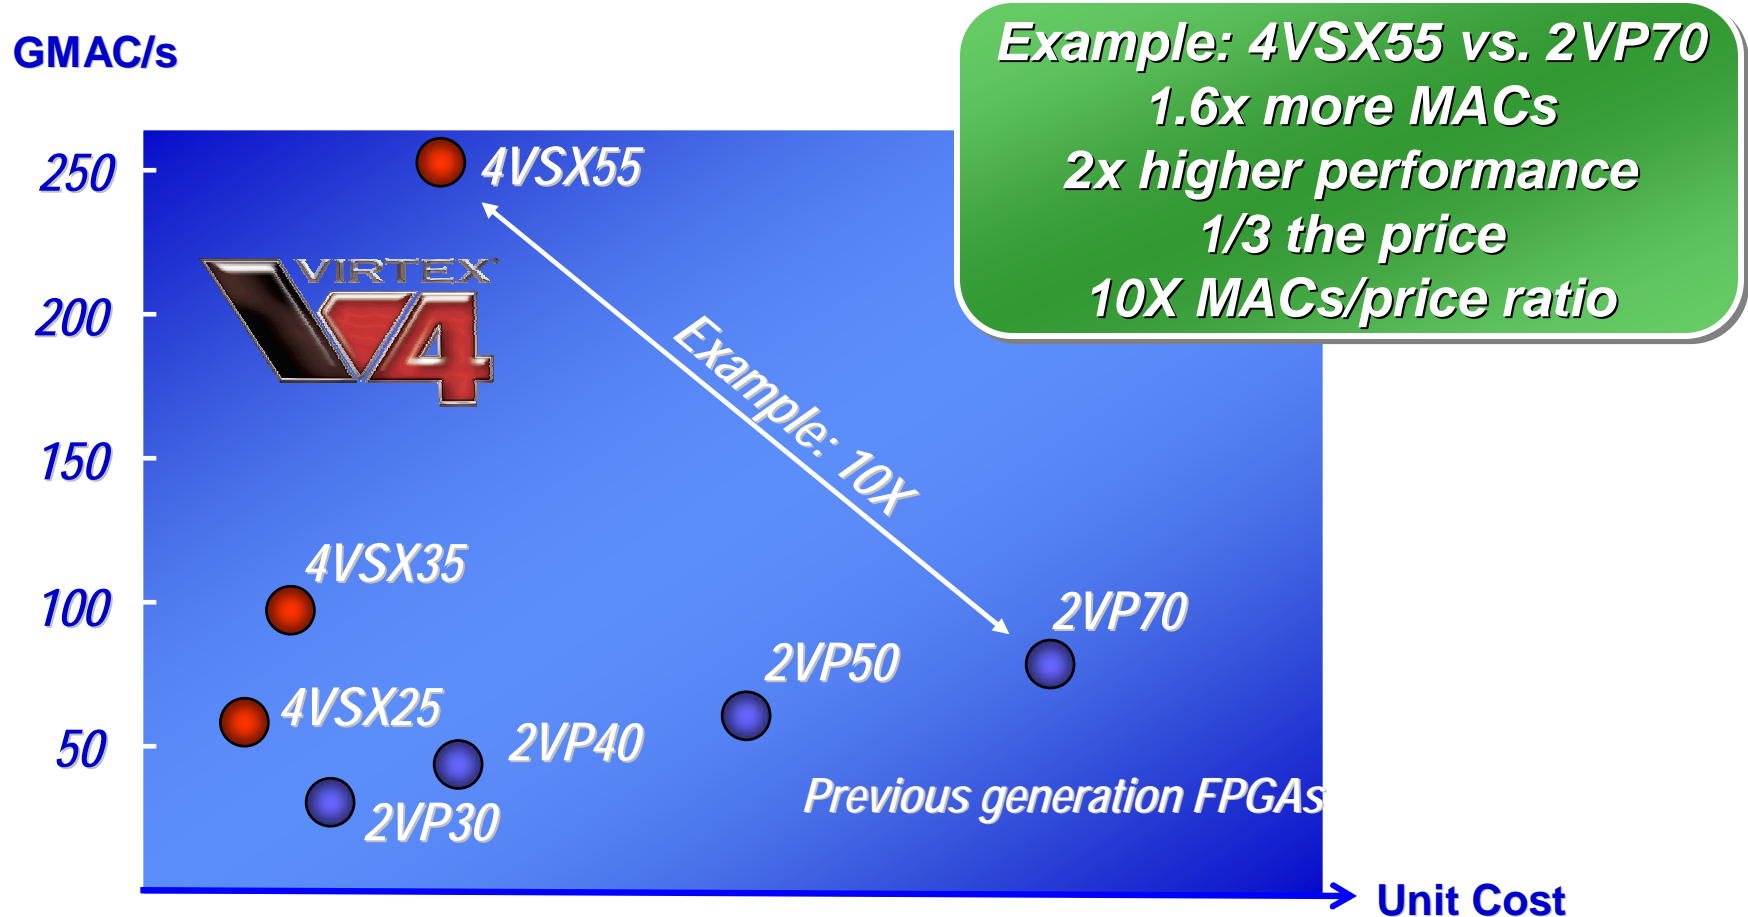 GMAC/s
Example: 4VSX55 vs. 2VP70
1.6x more MACs
2x higher performance
1/3 the price
10X MACs/price ratio
250
4VSX55
VIRTEX
V4
200
Example: 10X
150
4VSX35
100
2VP70
2VP50
4VSX25
50
2VP40
Previous generation FPGAs
2VP30
Unit Cost